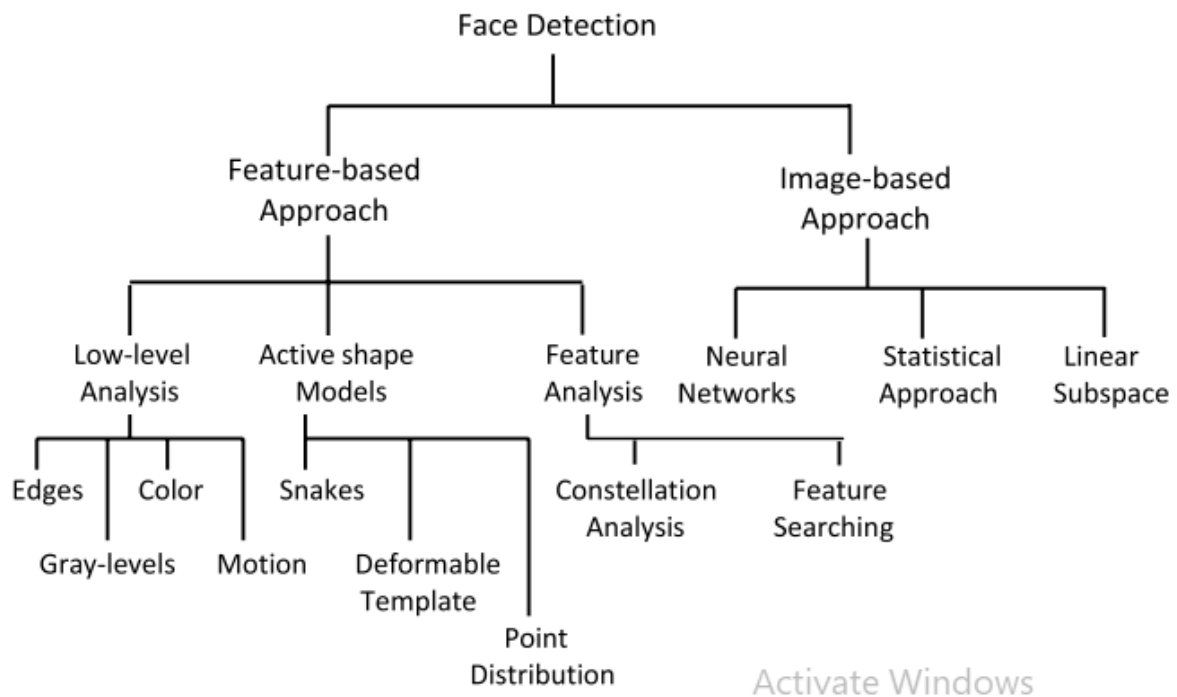 Face Detection
Feature-based
Approach
Image-based
Approach
Low-level
Analysis
Active shape
Models
Feature
Analysis
Neural
Networks
Statistical
Approach
Linear
Subspace
Edges
Color
Gray-levels
Motion
Snakes
Deformable
Template
Point
Distribution
Constellation
Analysis
Feature
Searching
Activate Windows